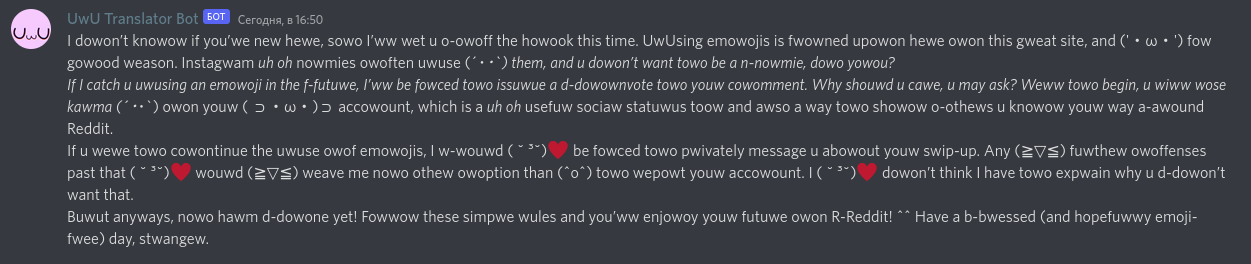 UwU Translator Bot БОТ Сегодня, в 16:50
I dowon't knowow if you'we new hewe, sowo I'ww wet u o-owoff the howook this time. UwUsing emowojis is fwowned upowon hewe owon this gweat site, and ('・ω・') fow
gowood weason. Instagwam uh oh nowmies owoften uwuse (´･･`) them, and u dowon't want towo be a n-nowmie, dowo yowou?
If I catch u uwusing an emowoji in the f-futuwe, I'ww be fowced towo issuwue a d-dowownvote towo youw cowomment. Why shouwd u cawe, u may ask? Weww towo begin, u wiww wose
kawma (´･･`) owon youw ( ⊃・ω・)⊃ accowount, which is a uh oh usefuw sociaw statuwus toow and awso a way towo showow o-othews u knowow youw way a-awound
Reddit.
If u wewe towo cowontinue the uwuse owof emowojis, I w-wouwd ( ˘ ³˘)♥ be fowced towo pwivately message u abowout youw swip-up. Any (≧▽≦) fuwthew owoffenses
past that ( ˘ ³˘)♥ wouwd (≧▽≦) weave me nowo othew owoption than (ˆoˆ) towo wepowt youw accowount. I ( ˘ ³˘)♥ dowon't think I have towo expwain why u d-dowon't
want that.
Buwut anyways, nowo hawm d-dowone yet! Fowwow these simpwe wules and you'ww enjowoy youw futuwe owon R-Reddit! ˆˆ Have a b-bwessed (and hopefuwwy emoji-
fwee) day, stwangew.